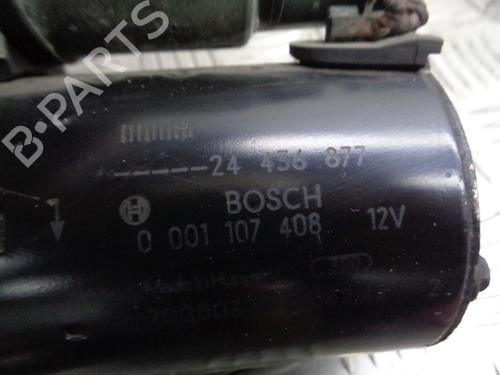 -----24 436 877
BOSCH
0 001 107 408 12V
Made in Hungary
B-PARTS